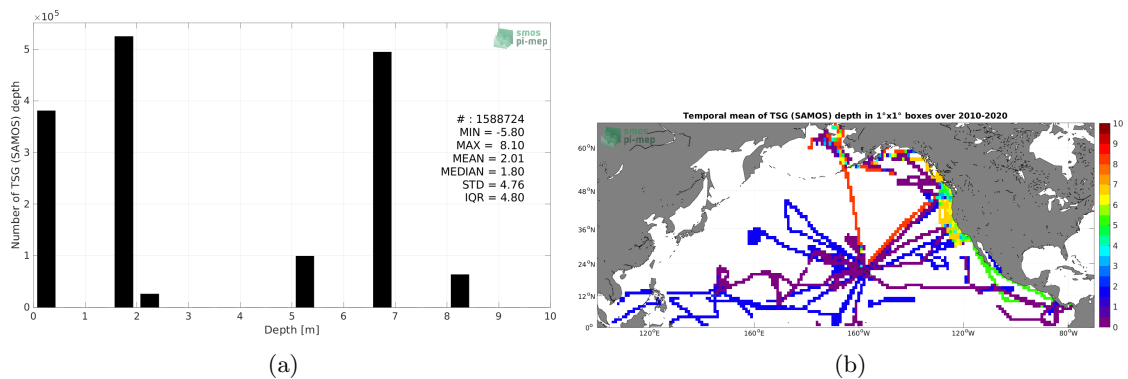 ×10⁵
smos
pi-mep
Number of TSG (SAMOS) depth
5
4
3
2
1
0
# : 1588724
MIN = -5.80
MAX = 8.10
MEAN = 2.01
MEDIAN = 1.80
STD = 4.76
IQR = 4.80
0 1 2 3 4 5 6 7 8 9 10
Depth [m]
(a)
Temporal mean of TSG (SAMOS) depth in 1°x1° boxes over 2010-2020
smos
pi-mep
60°N
48°N
36°N
24°N
12°N
0°
120°E 160°E 160°W 120°W 80°W
10
9
8
7
6
5
4
3
2
1
0
(b)